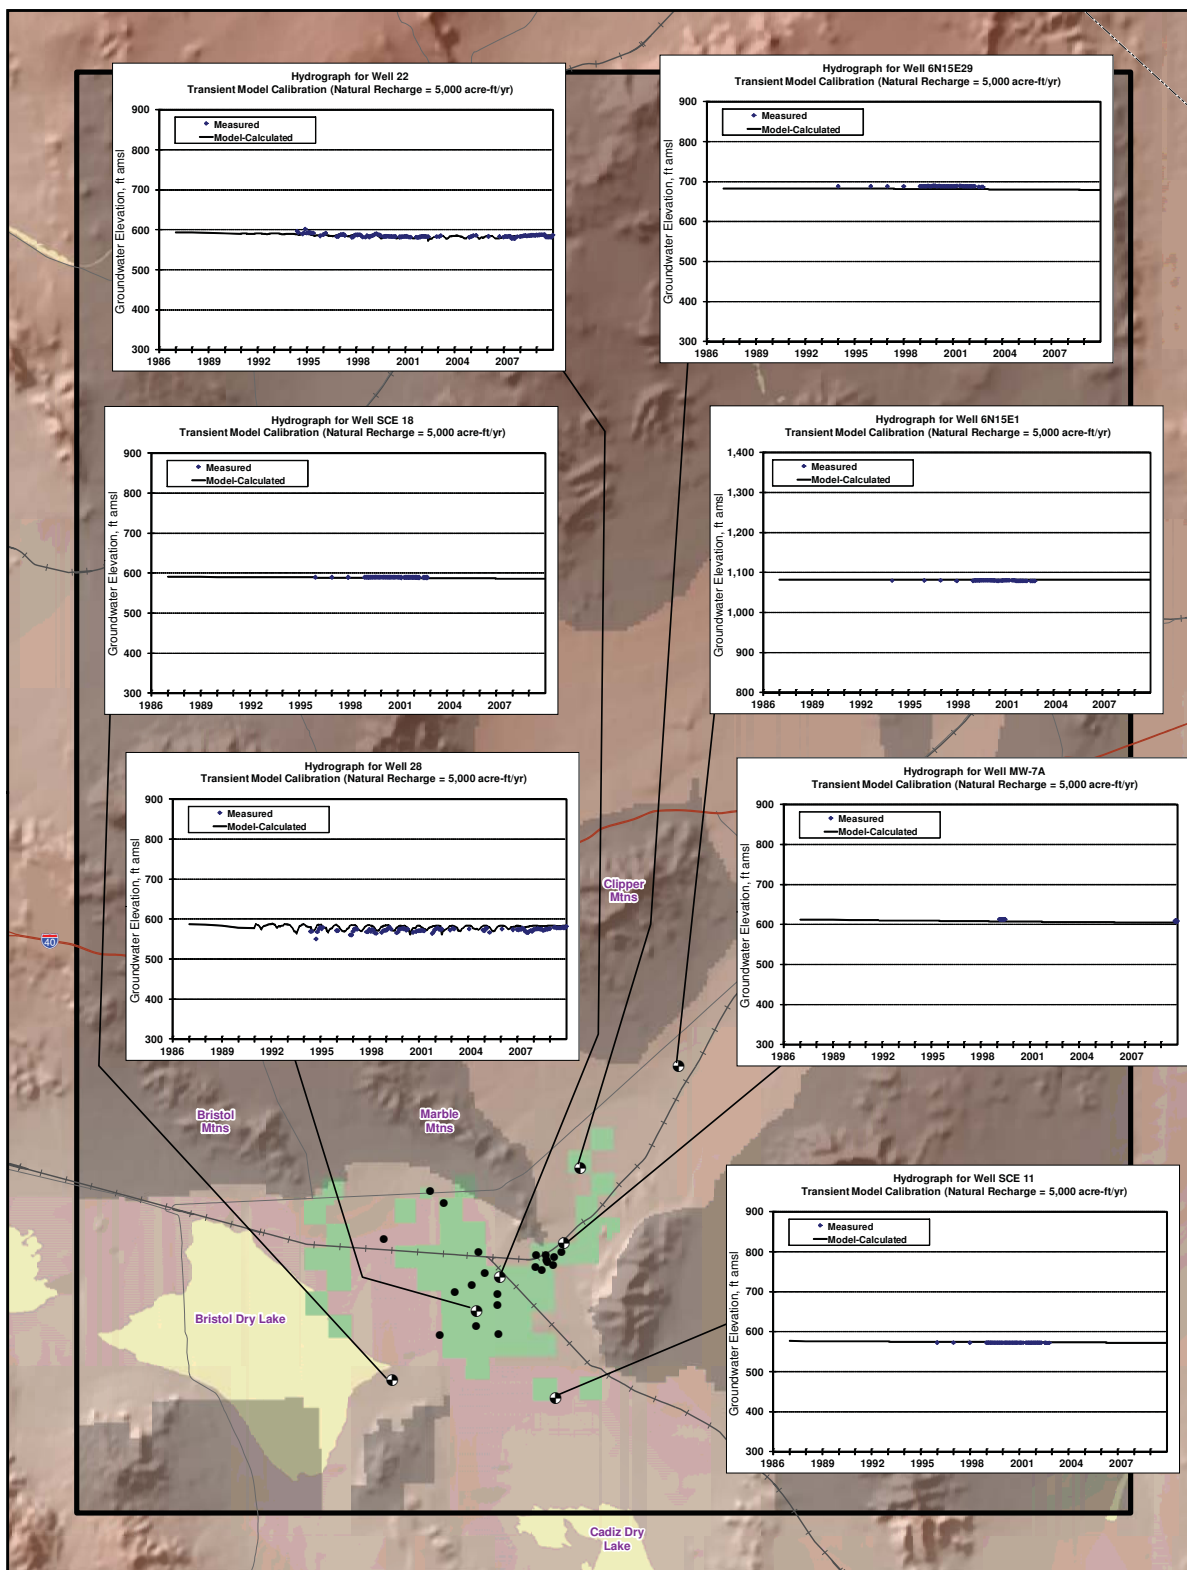 Hydrograph for Well 22
Transient Model Calibration (Natural Recharge = 5,000 acre-ft/yr)
Groundwater Elevation, ft amsl
900
800
700
600
500
400
300
Measured
Model-Calculated
1986 1989 1992 1995 1998 2001 2004 2007
Hydrograph for Well 6N15E29
Transient Model Calibration (Natural Recharge = 5,000 acre-ft/yr)
Groundwater Elevation, ft amsl
900
800
700
600
500
400
300
Measured
Model-Calculated
1986 1989 1992 1995 1998 2001 2004 2007
Hydrograph for Well SCE 18
Transient Model Calibration (Natural Recharge = 5,000 acre-ft/yr)
Groundwater Elevation, ft amsl
900
800
700
600
500
400
300
Measured
Model-Calculated
1986 1989 1992 1995 1998 2001 2004 2007
Hydrograph for Well 6N15E1
Transient Model Calibration (Natural Recharge = 5,000 acre-ft/yr)
Groundwater Elevation, ft amsl
1,400
1,300
1,200
1,100
1,000
900
800
Measured
Model-Calculated
1986 1989 1992 1995 1998 2001 2004 2007
Hydrograph for Well 28
Transient Model Calibration (Natural Recharge = 5,000 acre-ft/yr)
Groundwater Elevation, ft amsl
900
800
700
600
500
400
300
Measured
Model-Calculated
1986 1989 1992 1995 1998 2001 2004 2007
Hydrograph for Well MW-7A
Transient Model Calibration (Natural Recharge = 5,000 acre-ft/yr)
Groundwater Elevation, ft amsl
900
800
700
600
500
400
300
Measured
Model-Calculated
1986 1989 1992 1995 1998 2001 2004 2007
Clipper
Mtns
40
Bristol
Mtns
Marble
Mtns
Hydrograph for Well SCE 11
Transient Model Calibration (Natural Recharge = 5,000 acre-ft/yr)
Groundwater Elevation, ft amsl
900
800
700
600
500
400
300
Measured
Model-Calculated
1986 1989 1992 1995 1998 2001 2004 2007
Bristol Dry Lake
Cadiz Dry
Lake